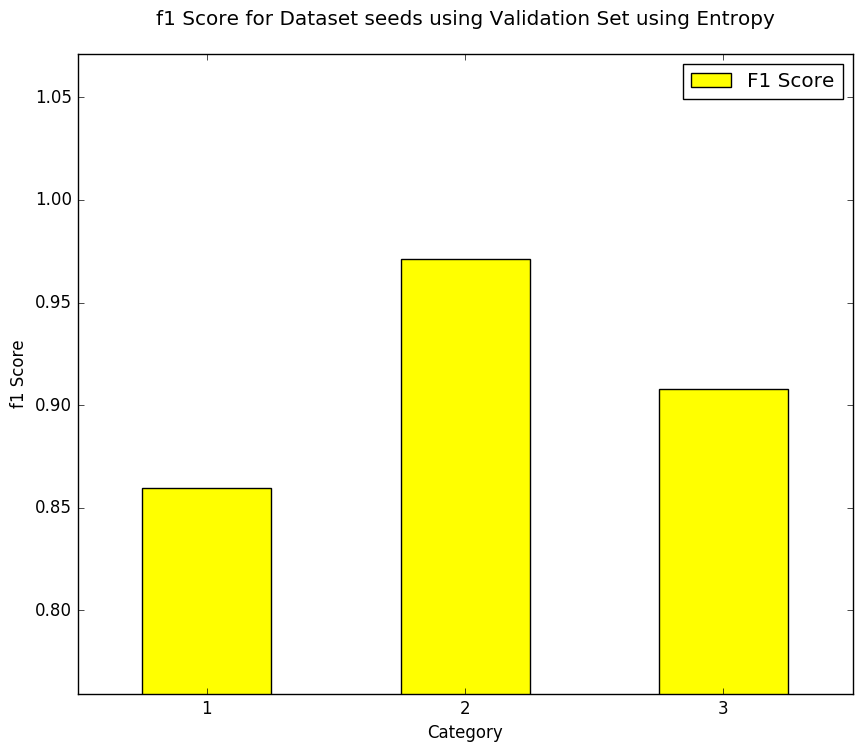 f1 Score for Dataset seeds using Validation Set using Entropy
F1 Score
1.05
1.00
0.95
0.90
0.85
0.80
f1 Score
1 2 3
Category